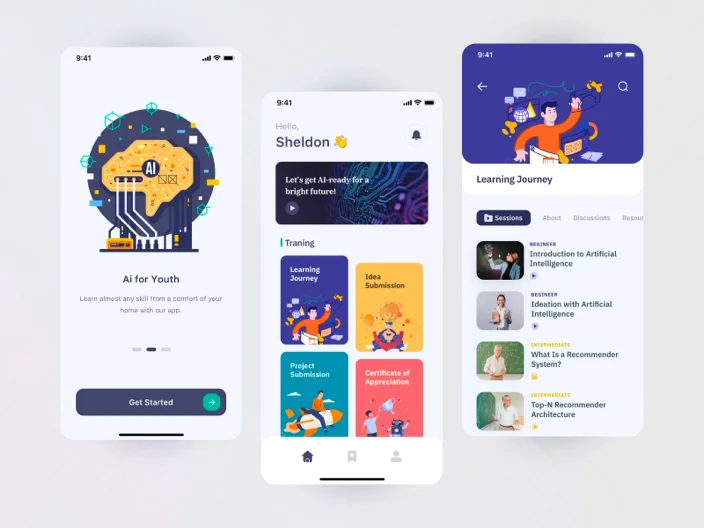 9:41
AI
Ai for Youth
Learn almost any skill from a comfort of your
home with our app.
Get Started
9:41
Hello,
Sheldon
Let's get AI-ready for a
bright future!
Traning
Learning
Journey
Idea
Submission
Project
Submission
Certificate of
Appreciation
9:41
Learning Journey
Sessions
About
Discussions
Resour
BEGINEER
Introduction to Artificial
Intelligence
BEGINEER
Ideation with Artificial
Intelligence
INTERMEDIATE
What Is a Recommender
System?
INTERMEDIATE
Top-N Recommender
Architecture